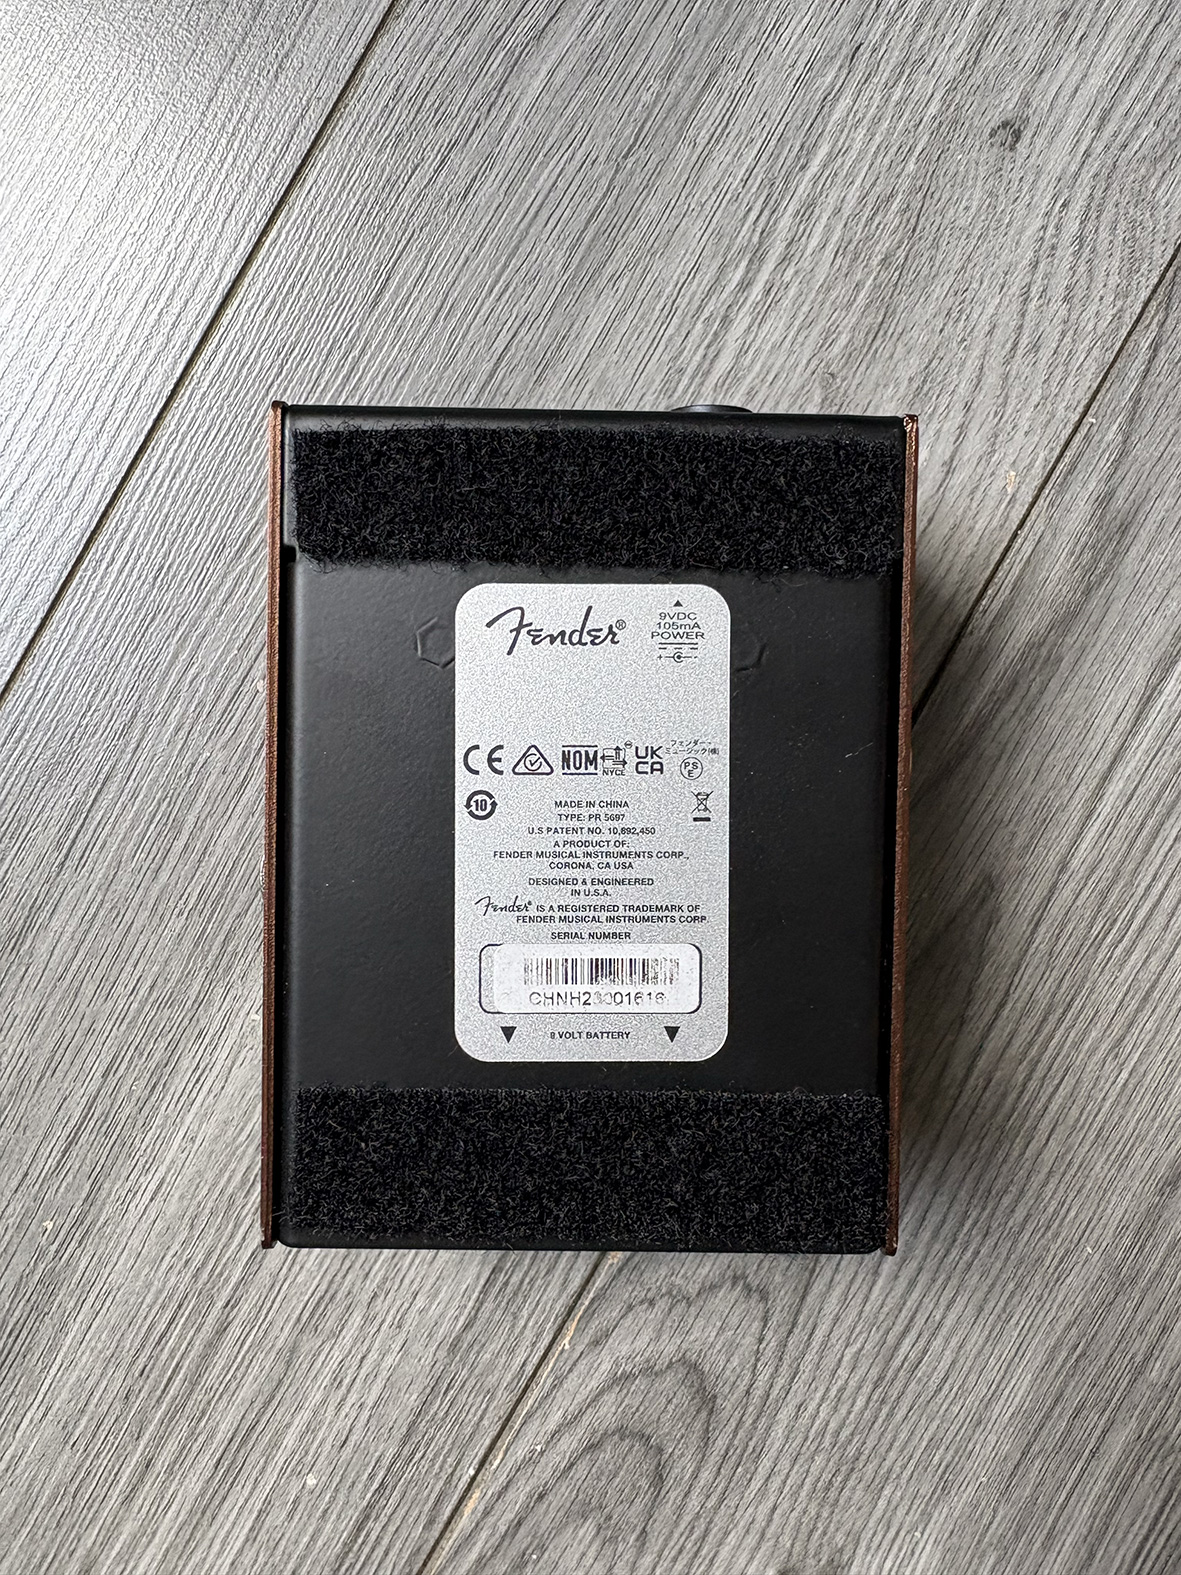 Fender®
9VDC
105mA
POWER
+ -
CE NOM NYCE UK CA
フェンダー
ミュージック(株)
PS E
10
MADE IN CHINA
TYPE: PR 5697
U.S PATENT NO. 10,692,450
A PRODUCT OF:
FENDER MUSICAL INSTRUMENTS CORP.,
CORONA, CA USA
DESIGNED & ENGINEERED
IN U.S.A.
Fender® IS A REGISTERED TRADEMARK OF
FENDER MUSICAL INSTRUMENTS CORP.
SERIAL NUMBER
9 VOLT BATTERY